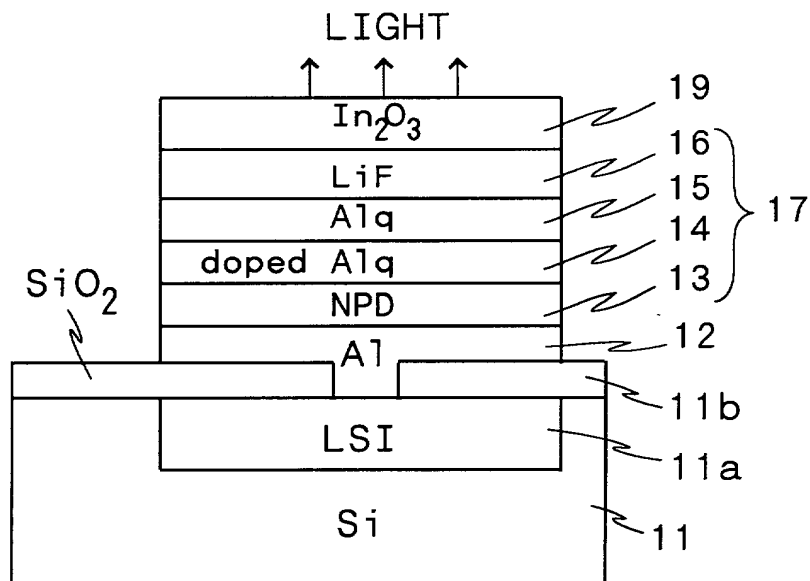 LIGHT
In₂O₃
19
LiF
16
Alq
15
17
doped Alq
14
SiO₂
NPD
13
Al
12
11b
LSI
11a
Si
11